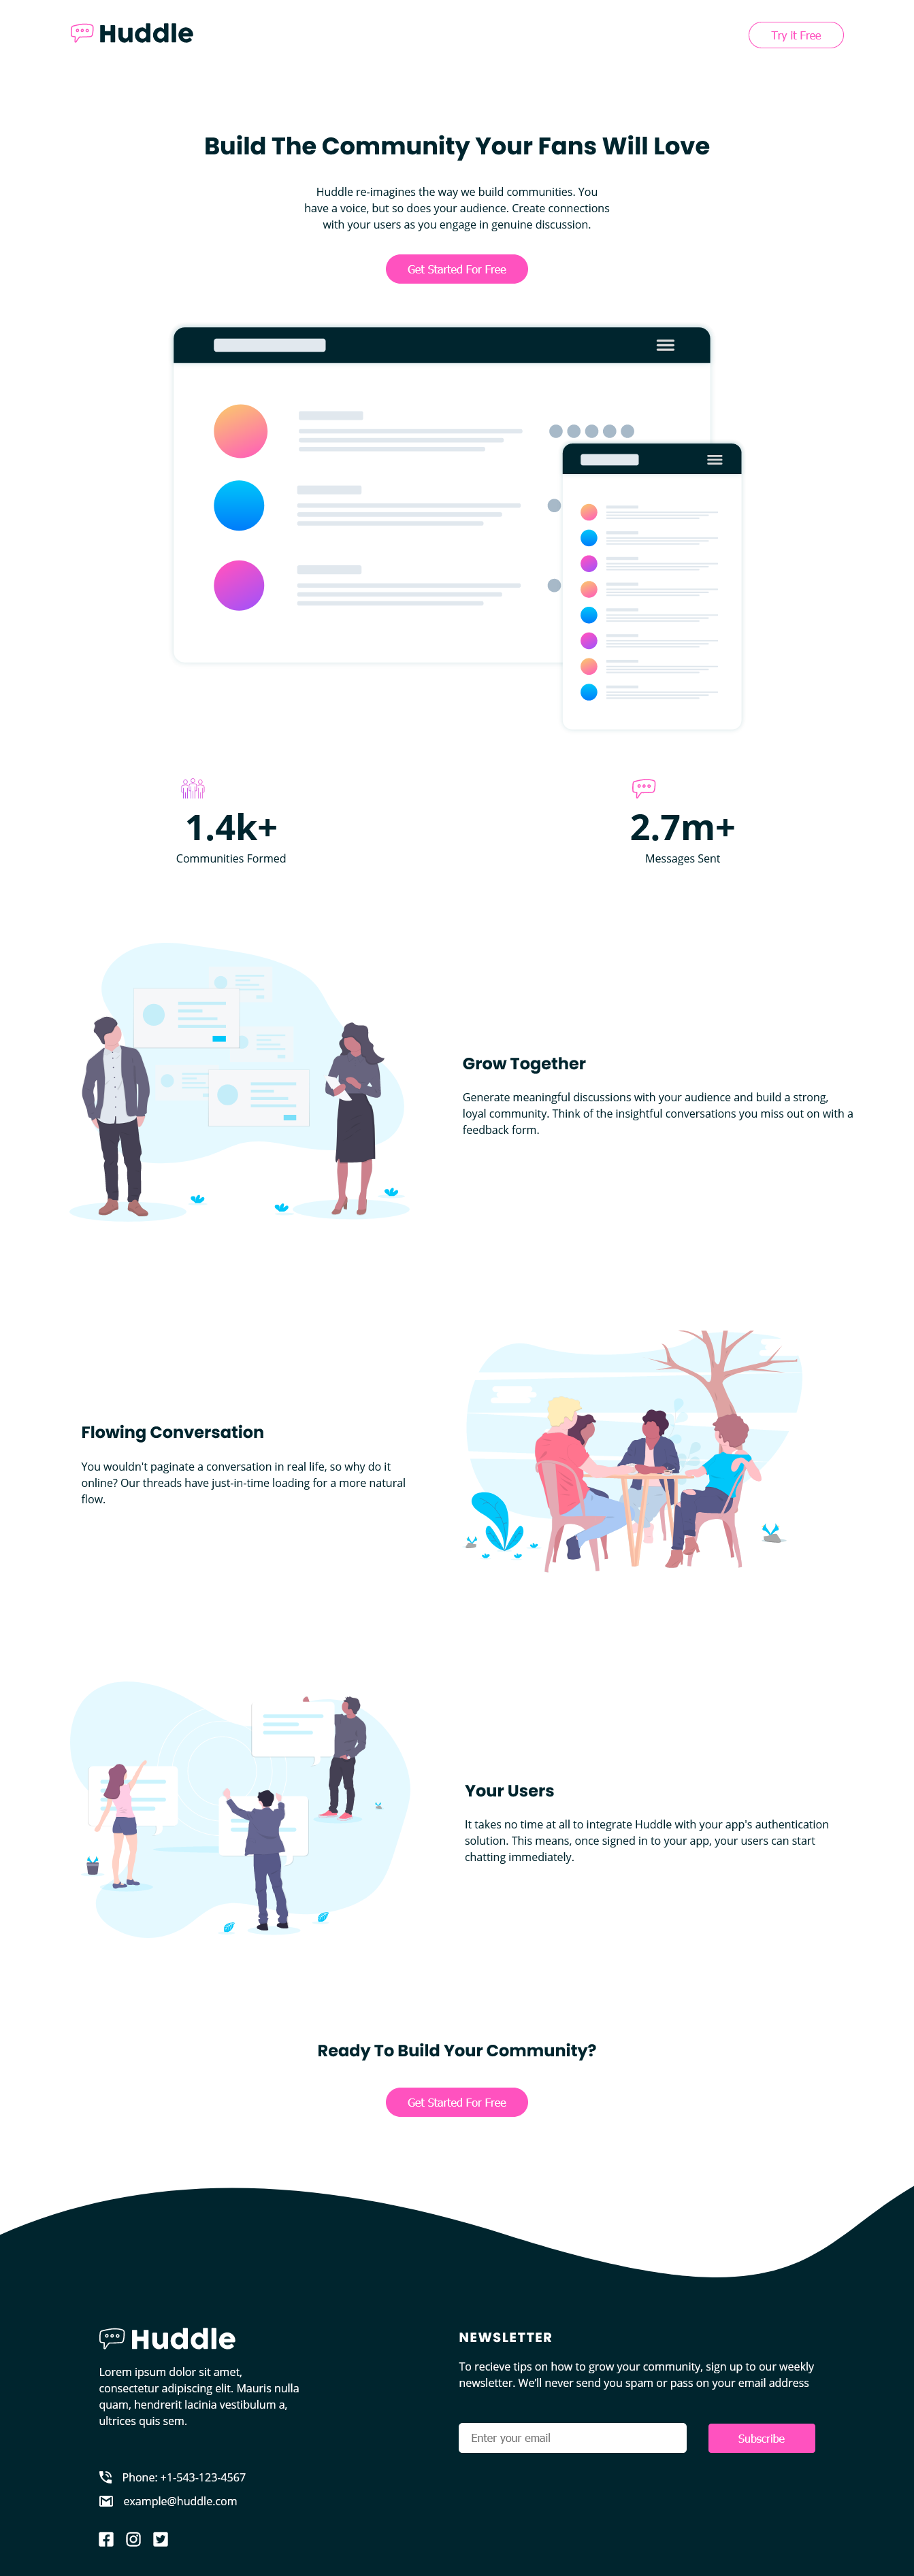 Huddle
Try it Free
Build The Community Your Fans Will Love
Huddle re-imagines the way we build communities. You
have a voice, but so does your audience. Create connections
with your users as you engage in genuine discussion.
Get Started For Free
1.4k+
Communities Formed
2.7m+
Messages Sent
Grow Together
Generate meaningful discussions with your audience and build a strong,
loyal community. Think of the insightful conversations you miss out on with a
feedback form.
Flowing Conversation
You wouldn't paginate a conversation in real life, so why do it
online? Our threads have just-in-time loading for a more natural
flow.
Your Users
It takes no time at all to integrate Huddle with your app's authentication
solution. This means, once signed in to your app, your users can start
chatting immediately.
Ready To Build Your Community?
Get Started For Free
Huddle
Lorem ipsum dolor sit amet,
consectetur adipiscing elit. Mauris nulla
quam, hendrerit lacinia vestibulum a,
ultrices quis sem.
Phone: +1-543-123-4567
example@huddle.com
NEWSLETTER
To recieve tips on how to grow your community, sign up to our weekly
newsletter. We'll never send you spam or pass on your email address
Enter your email
Subscribe